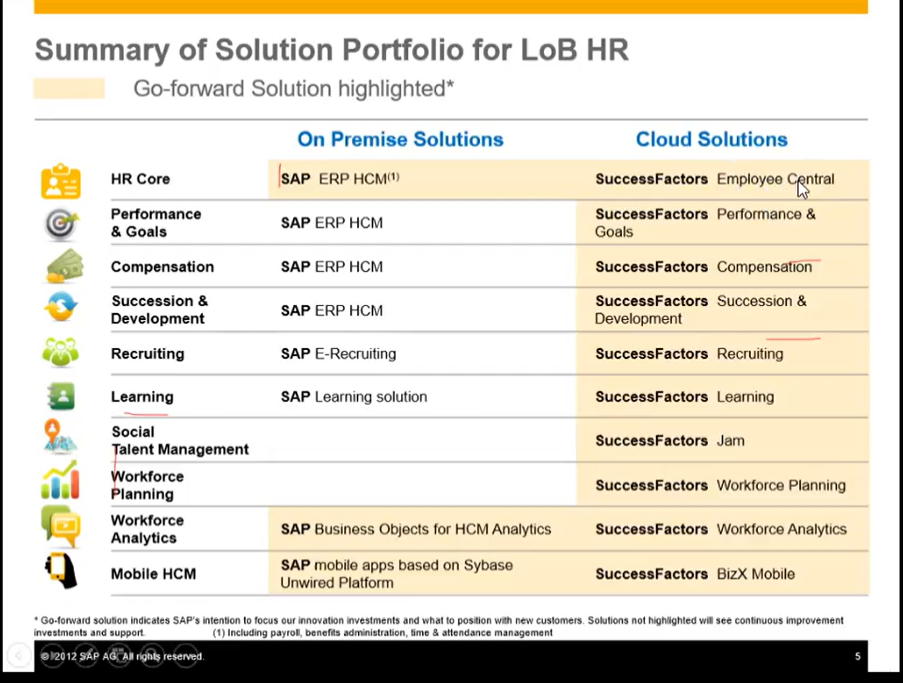 Summary of Solution Portfolio for LoB HR
Go-forward Solution highlighted*
On Premise Solutions
Cloud Solutions
HR Core
SAP ERP HCM(1)
SuccessFactors Employee Central
Performance
& Goals
SAP ERP HCM
SuccessFactors Performance &
Goals
Compensation
SAP ERP HCM
SuccessFactors Compensation
Succession &
Development
SAP ERP HCM
SuccessFactors Succession &
Development
Recruiting
SAP E-Recruiting
SuccessFactors Recruiting
Learning
SAP Learning solution
SuccessFactors Learning
Social
Talent Management
SuccessFactors Jam
Workforce
Planning
SuccessFactors Workforce Planning
Workforce
Analytics
SAP Business Objects for HCM Analytics
SuccessFactors Workforce Analytics
Mobile HCM
SAP mobile apps based on Sybase
Unwired Platform
SuccessFactors BizX Mobile
* Go-forward solution indicates SAP's intention to focus our innovation investments and what to position with new customers. Solutions not highlighted will see continuous improvement
investments and support. (1) Including payroll, benefits administration, time & attendance management
© 2012 SAP AG. All rights reserved.
5